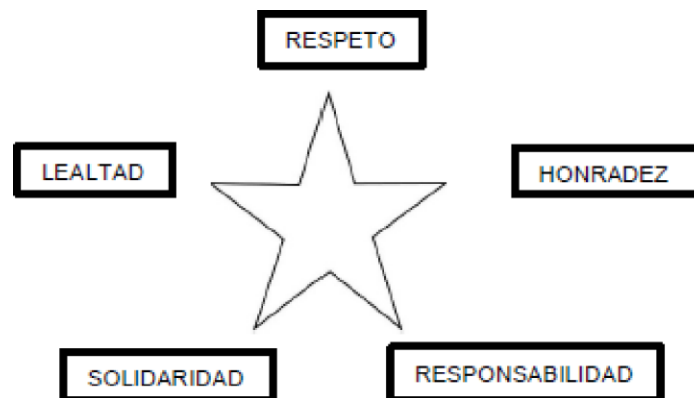 RESPETO
LEALTAD
HONRADEZ
SOLIDARIDAD
RESPONSABILIDAD